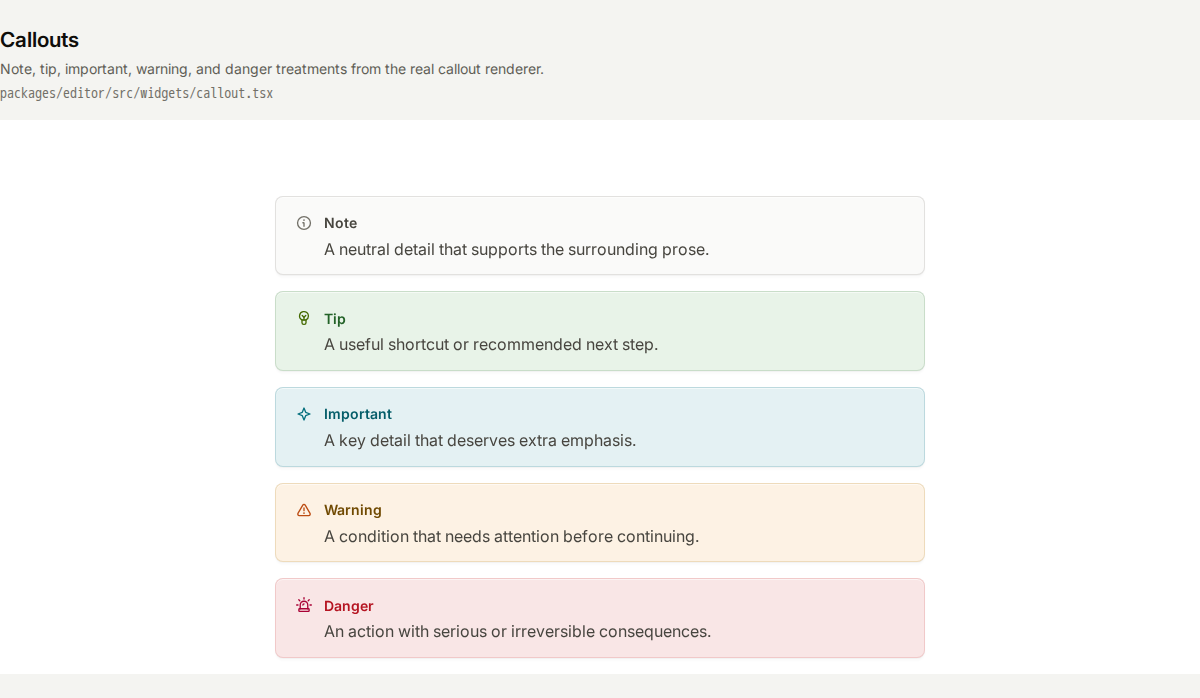 Callouts
Note, tip, important, warning, and danger treatments from the real callout renderer.
packages/editor/src/widgets/callout.tsx
Note
A neutral detail that supports the surrounding prose.
Tip
A useful shortcut or recommended next step.
Important
A key detail that deserves extra emphasis.
Warning
A condition that needs attention before continuing.
Danger
An action with serious or irreversible consequences.